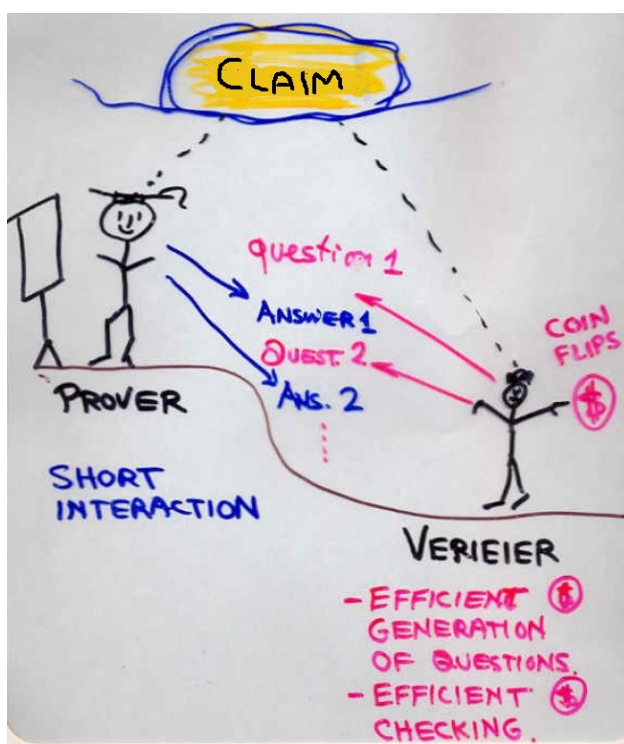 CLAIM
question 1
ANSWER 1
QUEST. 2
ANS. 2
COIN
FLIPS
$
PROVER
SHORT
INTERACTION
VERIEIER
- EFFICIENT $
GENERATION
OF QUESTIONS.
- EFFICIENT $
CHECKING.